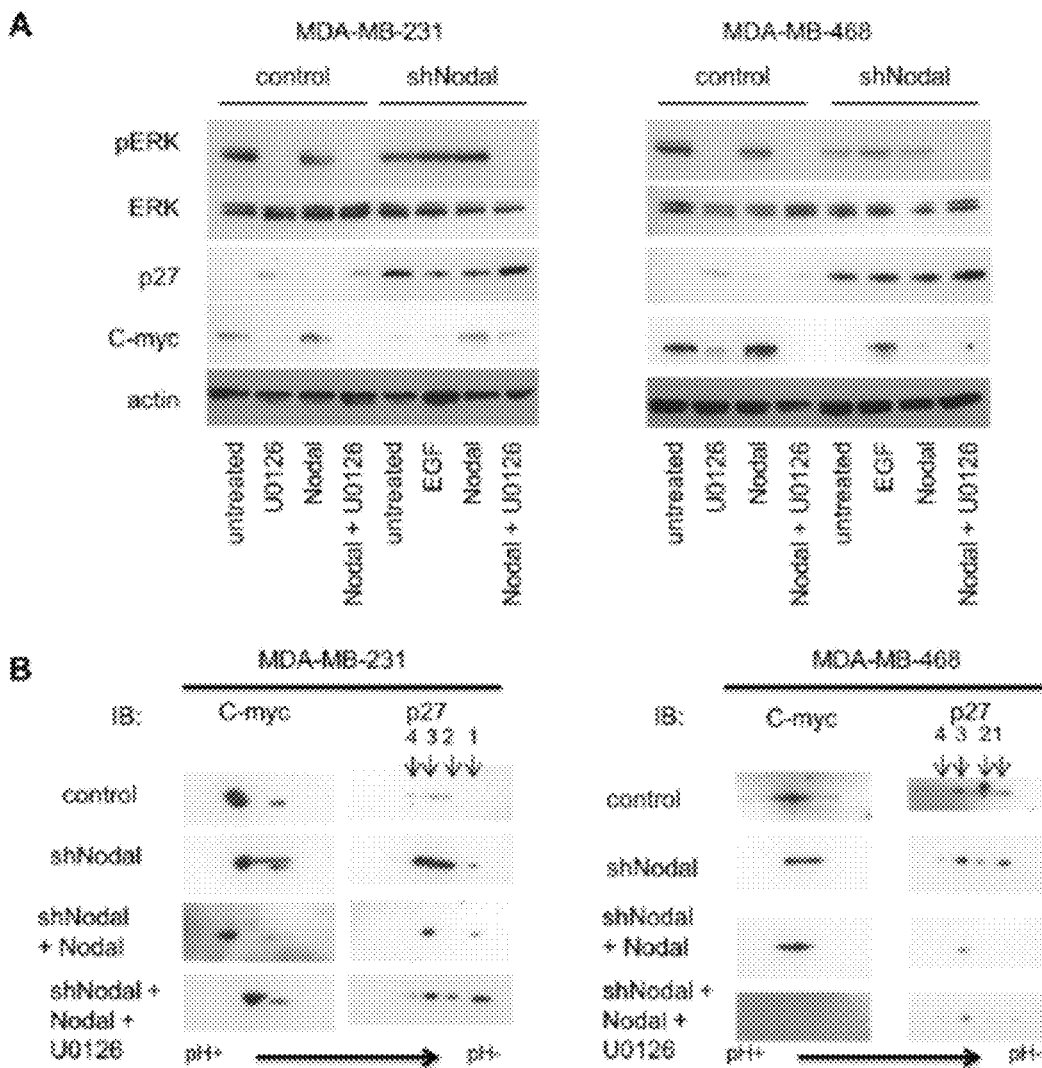 A
MDA-MB-231
MDA-MB-468
control
shNodal
control
shNodal
pERK
ERK
p27
C-myc
actin
untreated
U0126
Nodal
Nodal + U0126
untreated
EGF
Nodal
Nodal + U0126
untreated
U0126
Nodal
Nodal + U0126
untreated
EGF
Nodal
Nodal + U0126
B
MDA-MB-231
MDA-MB-468
IB:
C-myc
p27
4 3 2 1
IB:
C-myc
p27
4 3 21
control
shNodal
shNodal
+ Nodal
shNodal +
Nodal +
U0126
pH+
pH-
control
shNodal
shNodal
+ Nodal
shNodal +
Nodal +
U0126
pH+
pH-